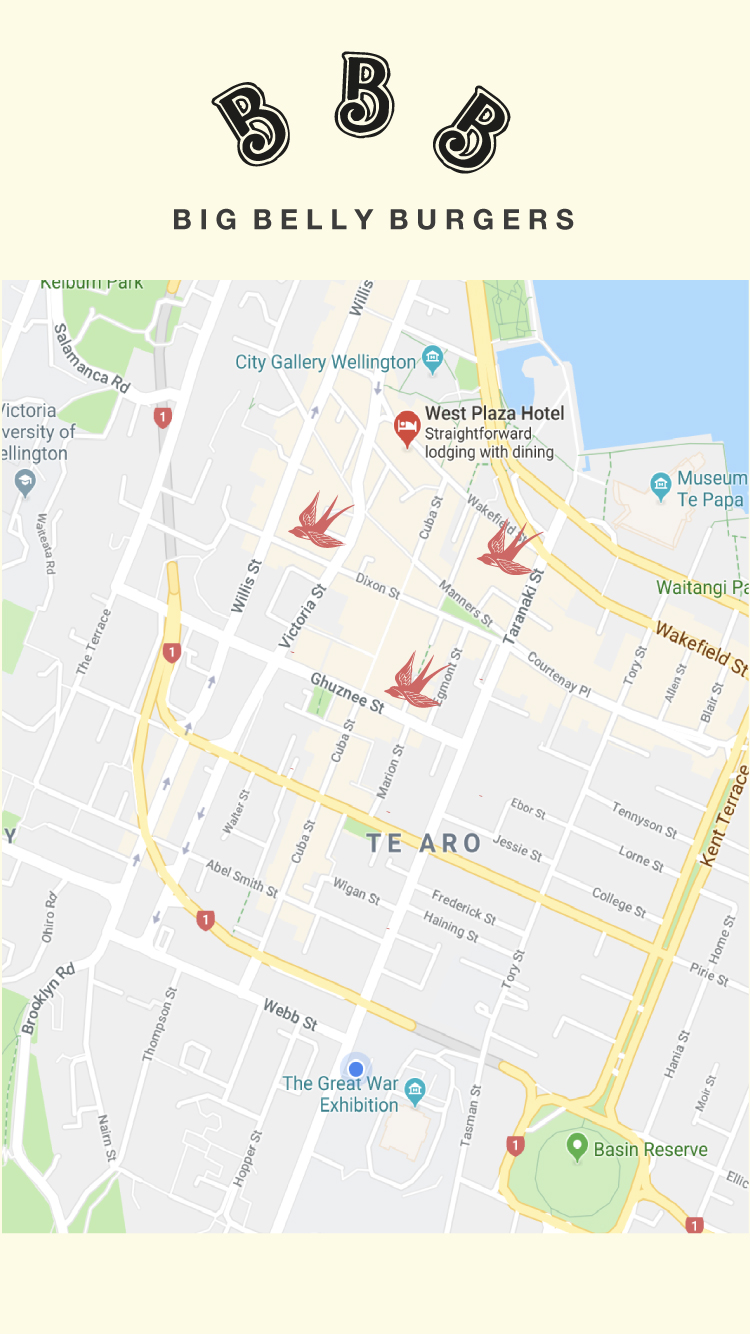 B B B
BIG BELLY BURGERS
Kelburn Park
Willis
Salamanca Rd
City Gallery Wellington
1
West Plaza Hotel
Straightforward
lodging with dining
Victoria
versity of
ellington
Museum
Te Papa
Waiteata Rd
Cuba St
Wakefield St
Willis St
Victoria St
Dixon St
Manners St
Taranaki St
Waitangi Pa
The Terrace
1
Wakefield St
Courtenay Pl
Tory St
Allen St
Blair St
Egmont St
Ghuznee St
Cuba St
Marion St
Kent Terrace
Walter St
Cuba St
Ebor St
Tennyson St
Y
TE ARO
Jessie St
Lorne St
Abel Smith St
Wigan St
College St
Frederick St
Haining St
Ohiro Rd
1
Home St
Tory St
Pirie St
Brooklyn Rd
Webb St
Thompson St
Hania St
The Great War
Exhibition
Moir St
Tasman St
Nairn St
Hopper St
1
Basin Reserve
Ellic
1